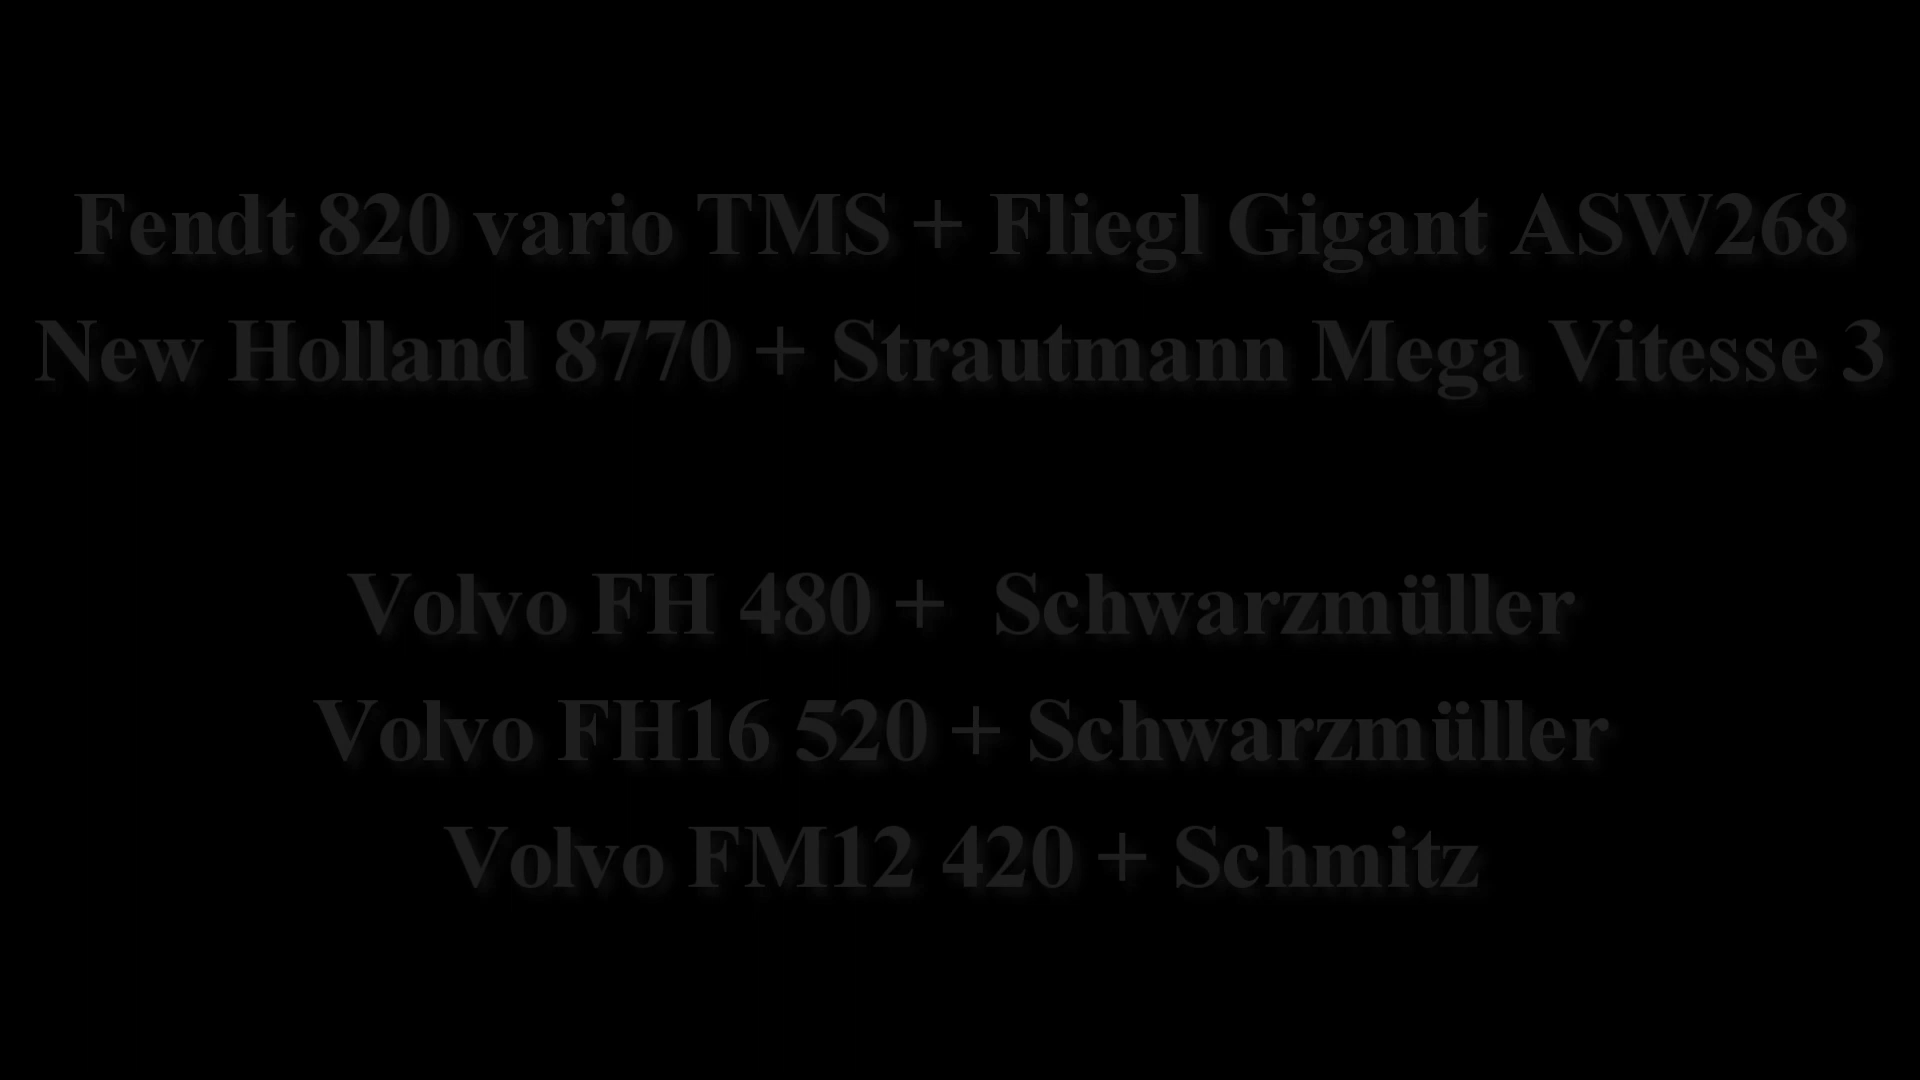 Fendt 820 vario TMS + Fliegl Gigant ASW268
New Holland 8770 + Strautmann Mega Vitesse 3
Volvo FH 480 +  Schwarzmüller
Volvo FH16 520 + Schwarzmüller
Volvo FM12 420 + Schmitz